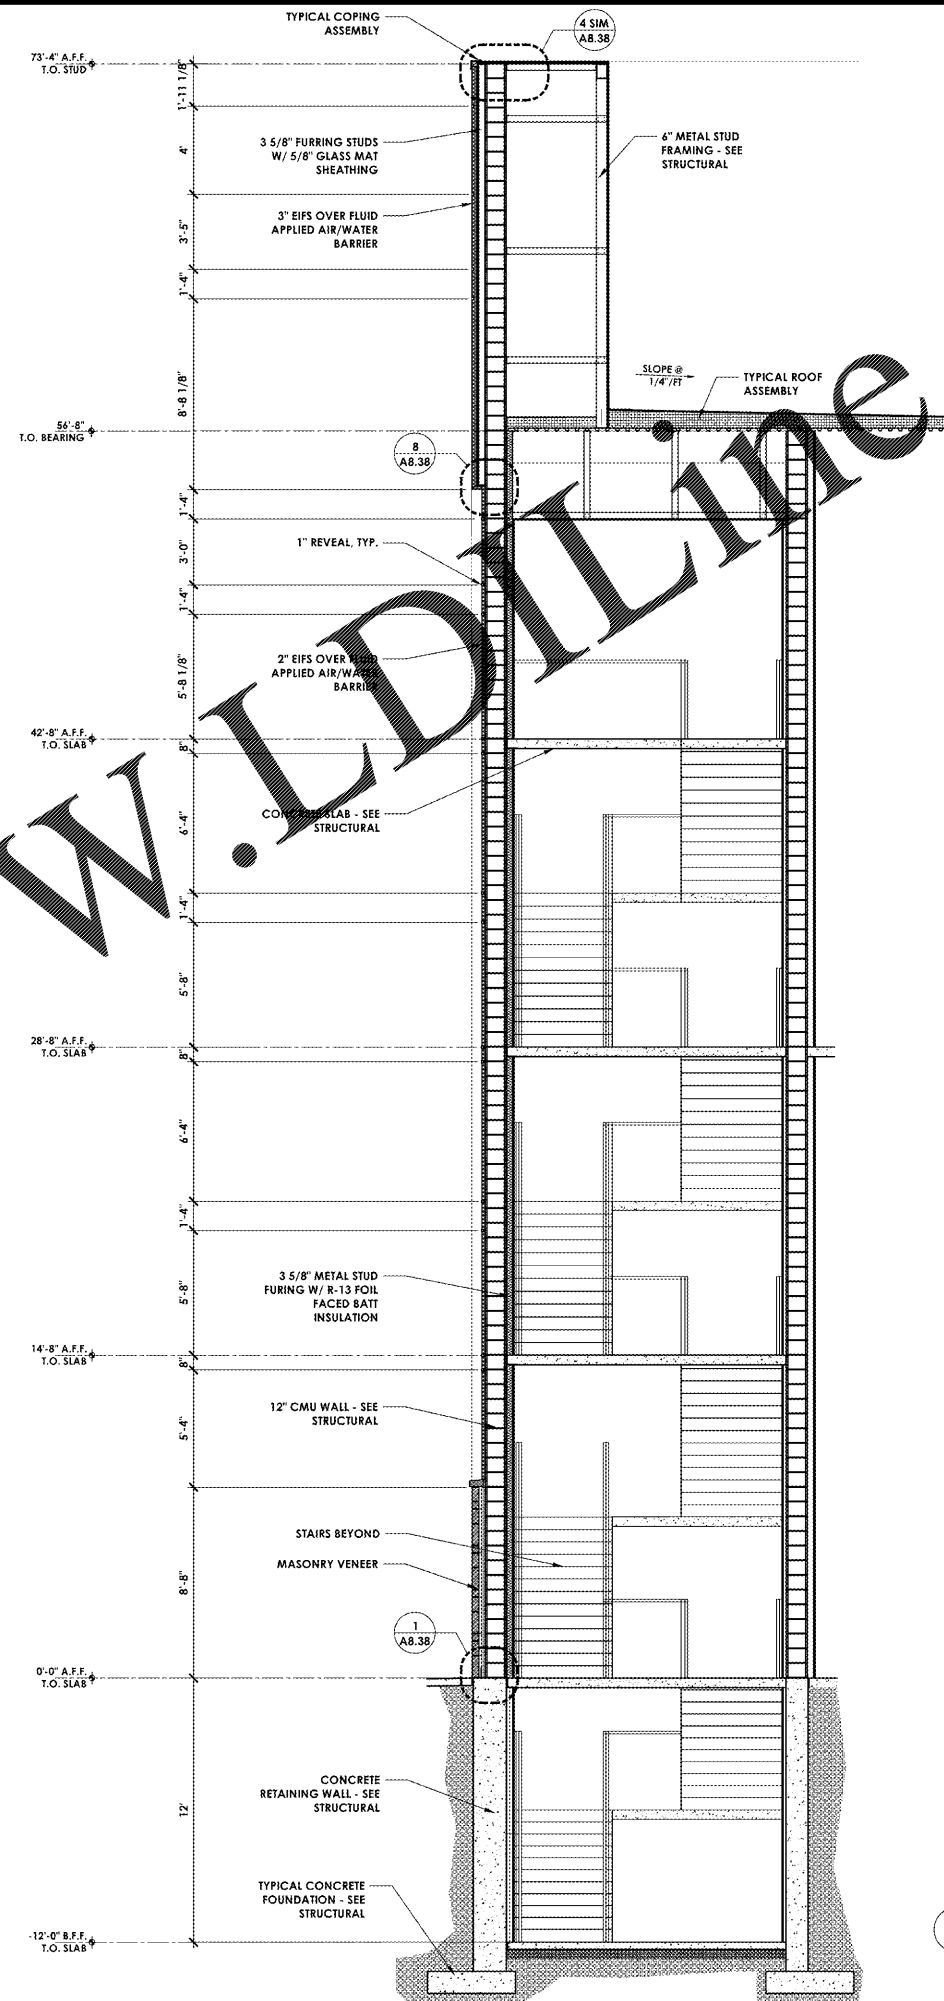 TYPICAL COPING
ASSEMBLY
4 SIM
A8.38
73'-4" A.F.F.
T.O. STUD
1'-11 1/8"
3 5/8" FURRING STUDS
W/ 5/8" GLASS MAT
SHEATHING
6" METAL STUD
FRAMING - SEE
STRUCTURAL
4'
3" EIFS OVER FLUID
APPLIED AIR/WATER
BARRIER
3'-5"
1'-4"
SLOPE @
1/4"/FT
TYPICAL ROOF
ASSEMBLY
8'-8 1/8"
56'-8"
T.O. BEARING
8
A8.38
1'-4"
1" REVEAL, TYP.
3'-0"
1'-4"
2" EIFS OVER FLUID
APPLIED AIR/WATER
BARRIER
5'-8 1/8"
42'-8" A.F.F.
T.O. SLAB
8"
CONCRETE SLAB - SEE
STRUCTURAL
6'-4"
W.LDILine
1'-4"
5'-8"
28'-8" A.F.F.
T.O. SLAB
8"
6'-4"
1'-4"
3 5/8" METAL STUD
FURING W/ R-13 FOIL
FACED BATT
INSULATION
5'-8"
14'-8" A.F.F.
T.O. SLAB
8"
12" CMU WALL - SEE
STRUCTURAL
5'-4"
STAIRS BEYOND
MASONRY VENEER
8'-8"
1
A8.38
0'-0" A.F.F.
T.O. SLAB
CONCRETE
RETAINING WALL - SEE
STRUCTURAL
12'
TYPICAL CONCRETE
FOUNDATION - SEE
STRUCTURAL
-12'-0" B.F.F.
T.O. SLAB